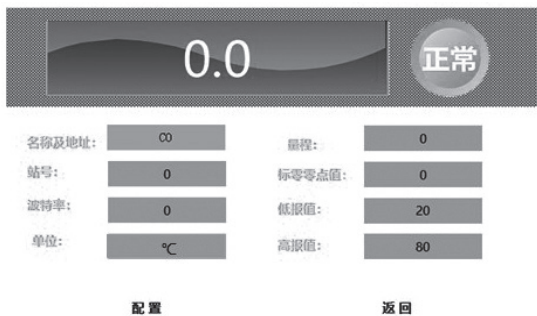 0.0 正常
名称及地址: CO 量程: 0
站号: 0 标零零点值: 0
波特率: 0 低报值: 20
单位: ℃ 高报值: 80
配置 返回